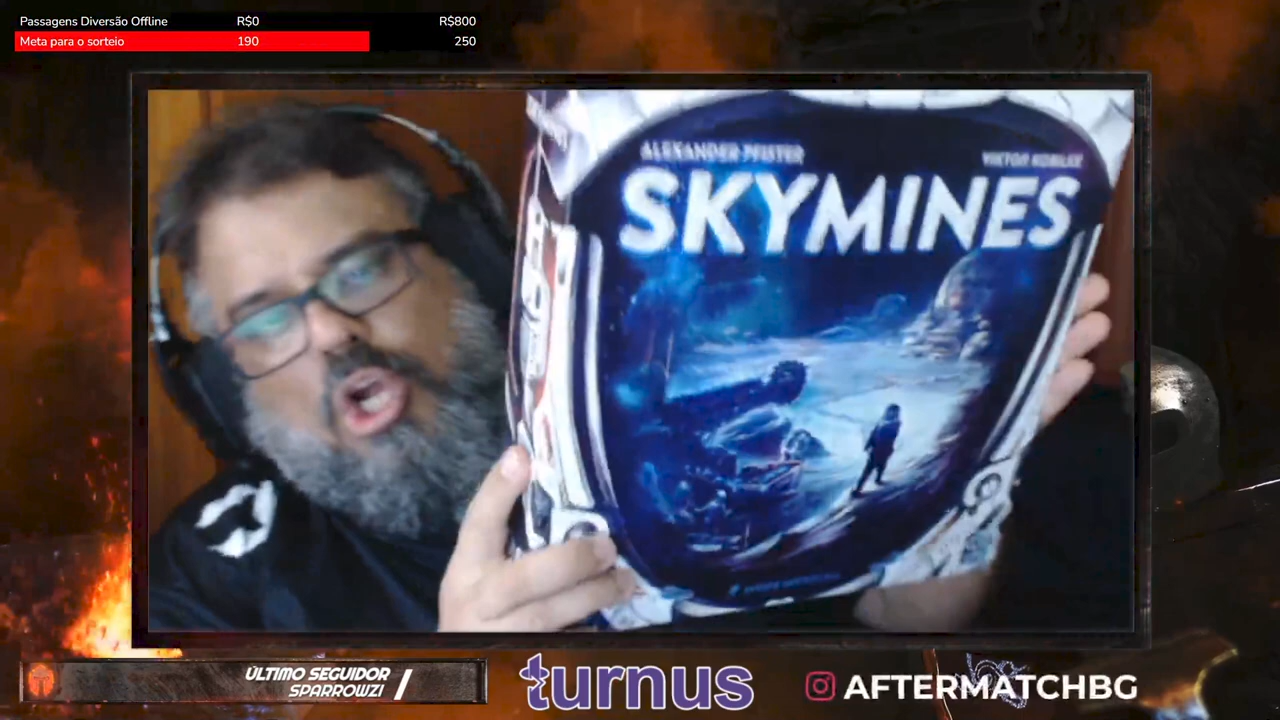 Passagens Diversão Offline R$0 R$800
Meta para o sorteio 190 250
ALEXANDER PFISTER
VIKTOR KOBILKE
SKYMINES
ÚLTIMO SEGUIDOR
SPARROWZI
turnus
AFTERMATCHBG